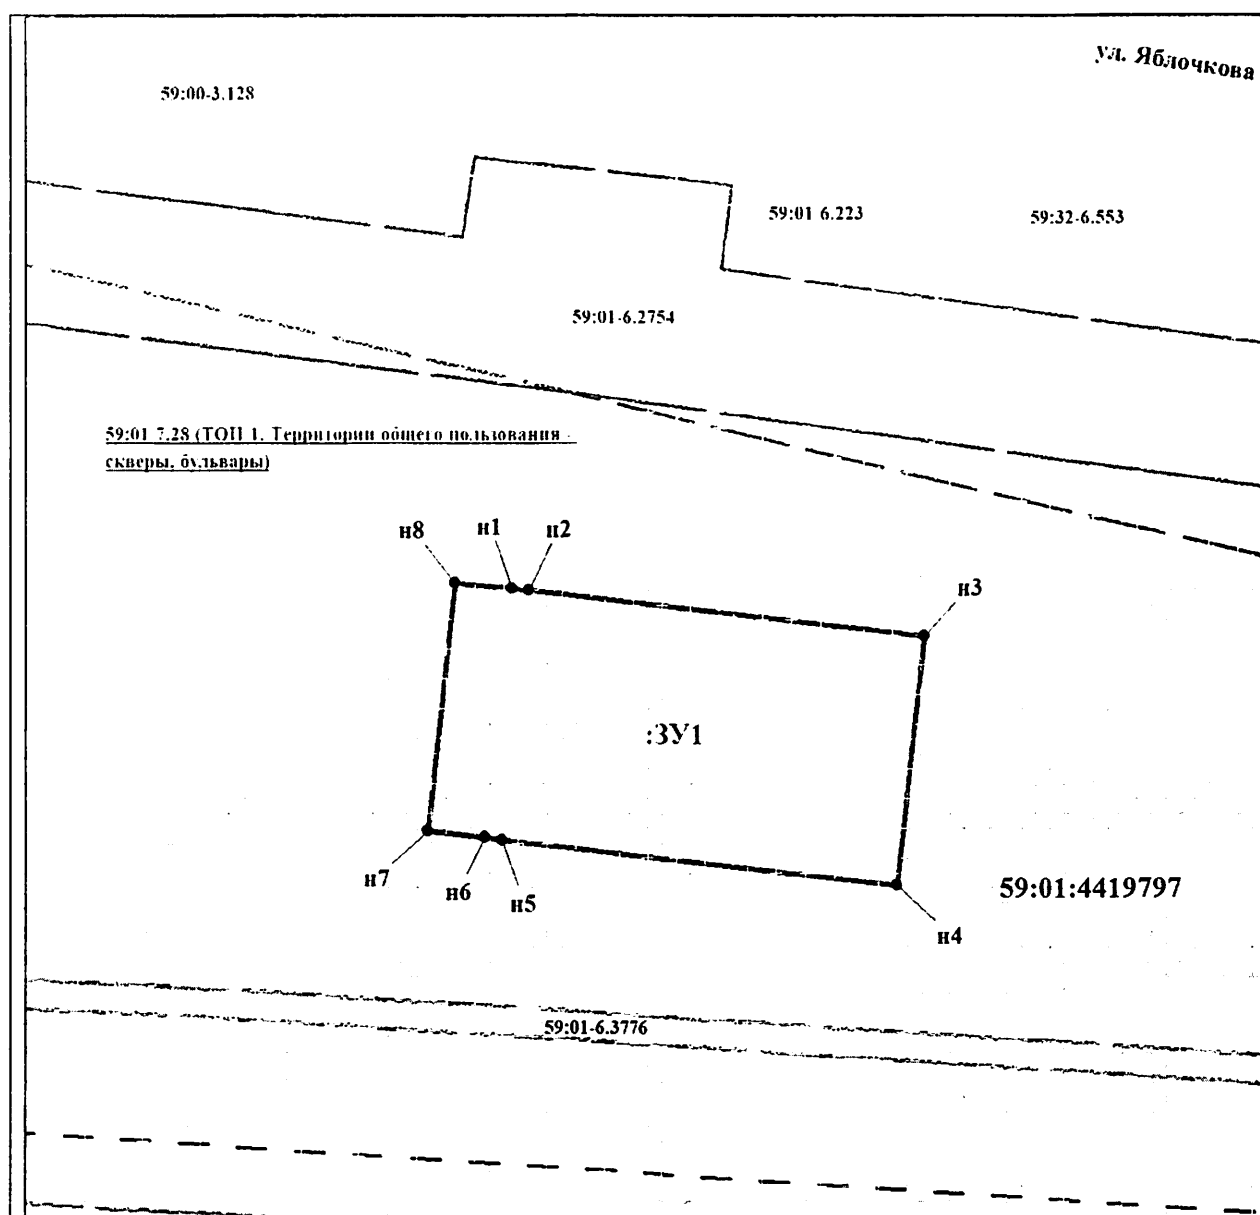 ул. Яблочкова
59:00-3.128
59:01 6.223
59:32-6.553
59:01-6.2754
59:01 7.28 (ТОП 1. Территории общего пользования -
скверы, бульвары)
н8
н1
н2
н3
:ЗУ1
н7
н6
н5
59:01:4419797
н4
59:01-6.3776